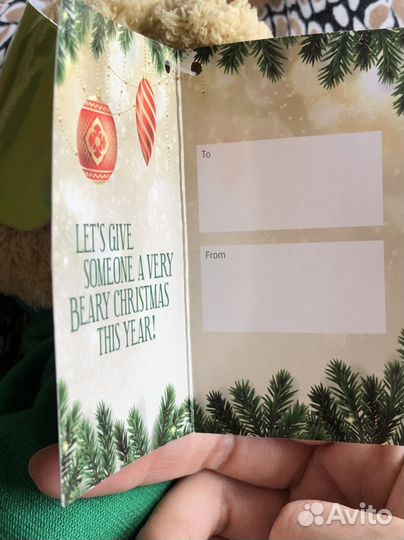 LET'S GIVE
SOMEONE A VERY
BEARY CHRISTMAS
THIS YEAR!
To
From
Avito